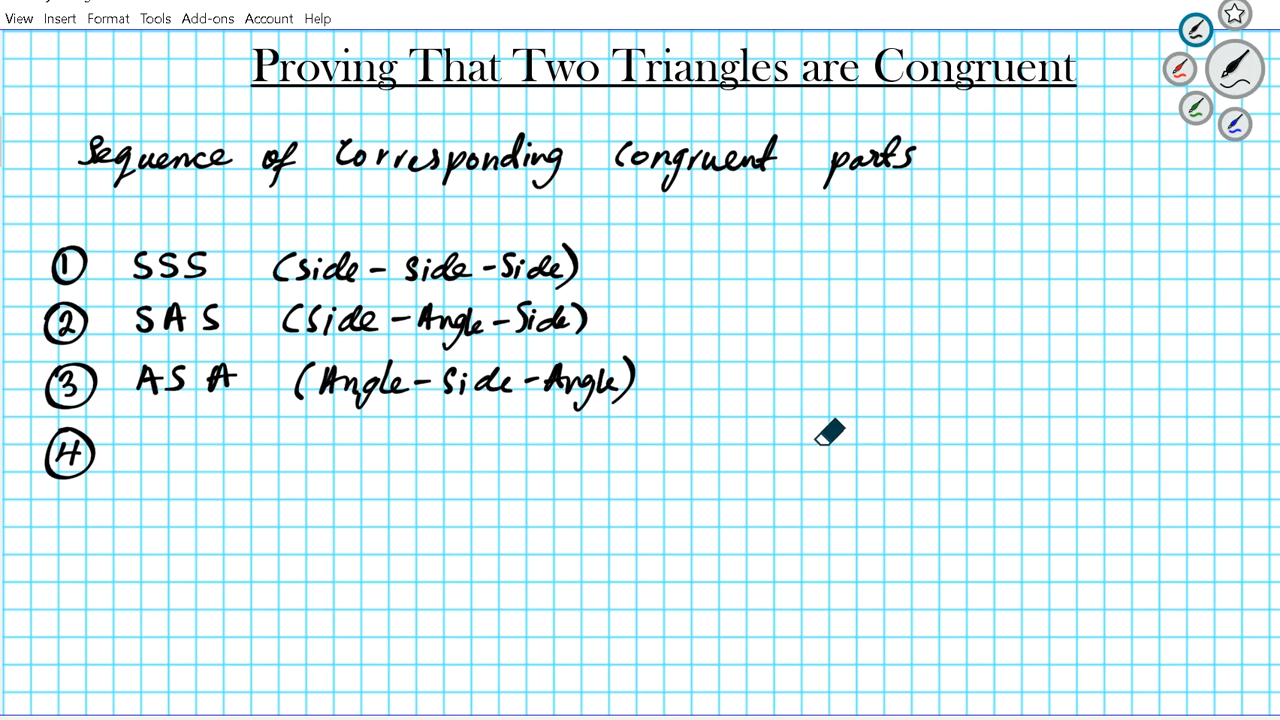 View Insert Format Tools Add-ons Account Help
Proving That Two Triangles are Congruent
Sequence of Corresponding Congruent parts
① SSS (Side - Side - Side)
② SAS (Side - Angle - Side)
③ ASA (Angle - Side - Angle)
④